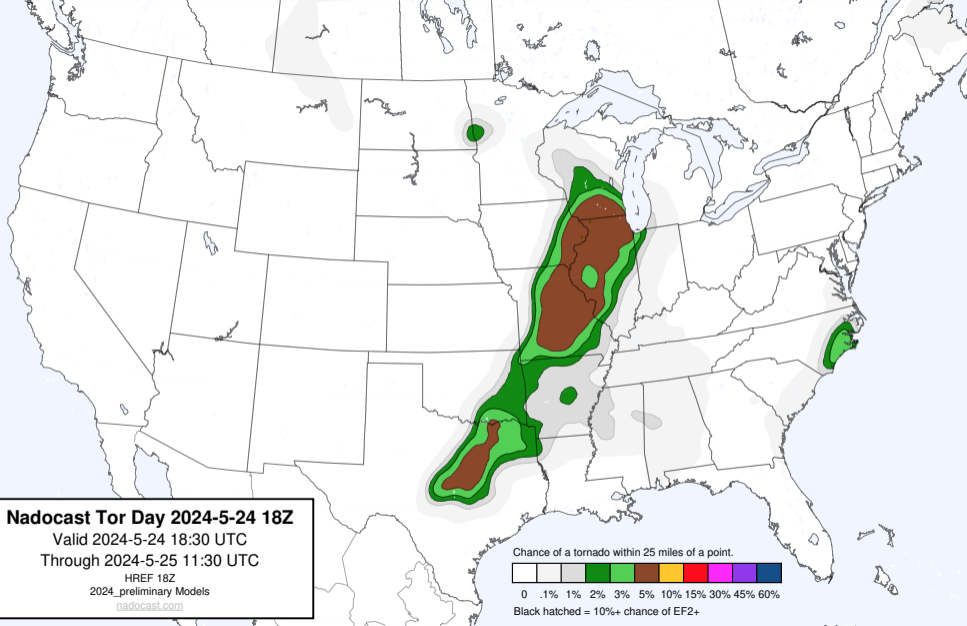 Nadocast Tor Day 2024-5-24 18Z
Valid 2024-5-24 18:30 UTC
Through 2024-5-25 11:30 UTC
HREF 18Z
2024_preliminary Models
nadocast.com
Chance of a tornado within 25 miles of a point.
0 .1% 1% 2% 3% 5% 10% 15% 30% 45% 60%
Black hatched = 10%+ chance of EF2+